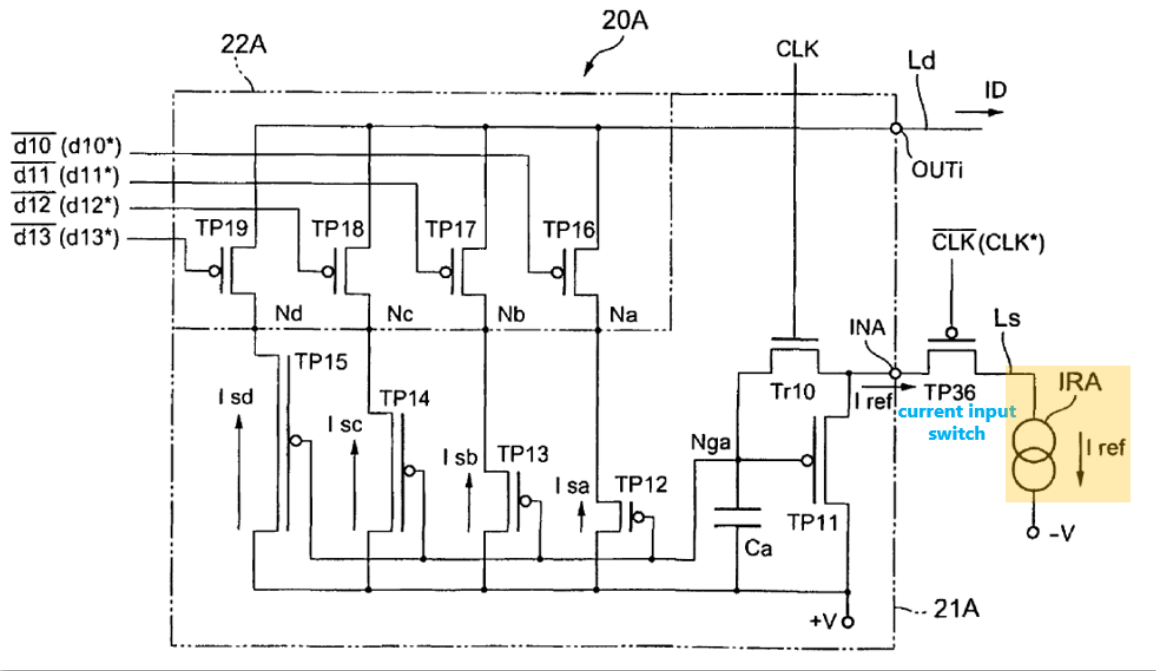 20A
22A
CLK
Ld
ID
d10 (d10*)
d11 (d11*)
d12 (d12*)
d13 (d13*)
OUTi
TP19
TP18
TP17
TP16
CLK(CLK*)
Nd
Nc
Nb
Na
INA
Ls
TP15
Tr10
I ref
TP36
IRA
current input
switch
I sd
TP14
I sc
I sb
TP13
I sa
TP12
Nga
TP11
I ref
Ca
-V
+V
21A